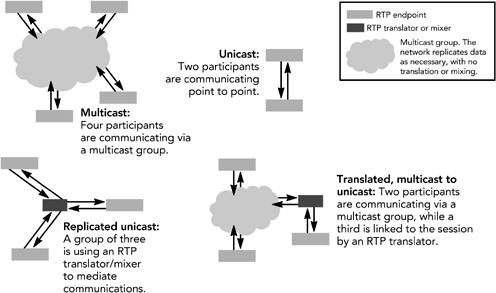 RTP endpoint
RTP translator or mixer
Multicast group. The
network replicates data
as necessary, with no
translation or mixing.
Unicast:
Two participants
are communicating
point to point.
Multicast:
Four participants
are communicating via
a multicast group.
Replicated unicast:
A group of three
is using an RTP
translator/mixer
to mediate
communications.
Translated, multicast to
unicast: Two participants
are communicating via a
multicast group, while a
third is linked to the session
by an RTP translator.